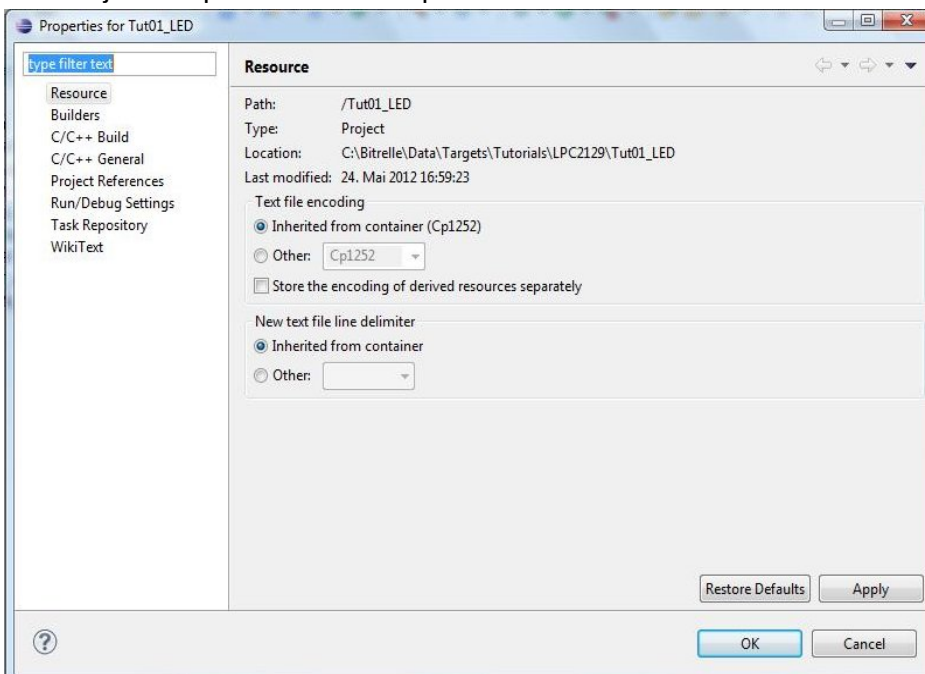 Properties for Tut01_LED
type filter text
Resource
Builders
C/C++ Build
C/C++ General
Project References
Run/Debug Settings
Task Repository
WikiText
Resource
Path: /Tut01_LED
Type: Project
Location: C:\Bitrelle\Data\Targets\Tutorials\LPC2129\Tut01_LED
Last modified: 24. Mai 2012 16:59:23
Text file encoding
Inherited from container (Cp1252)
Other: Cp1252
Store the encoding of derived resources separately
New text file line delimiter
Inherited from container
Other:
Restore Defaults Apply
? OK Cancel